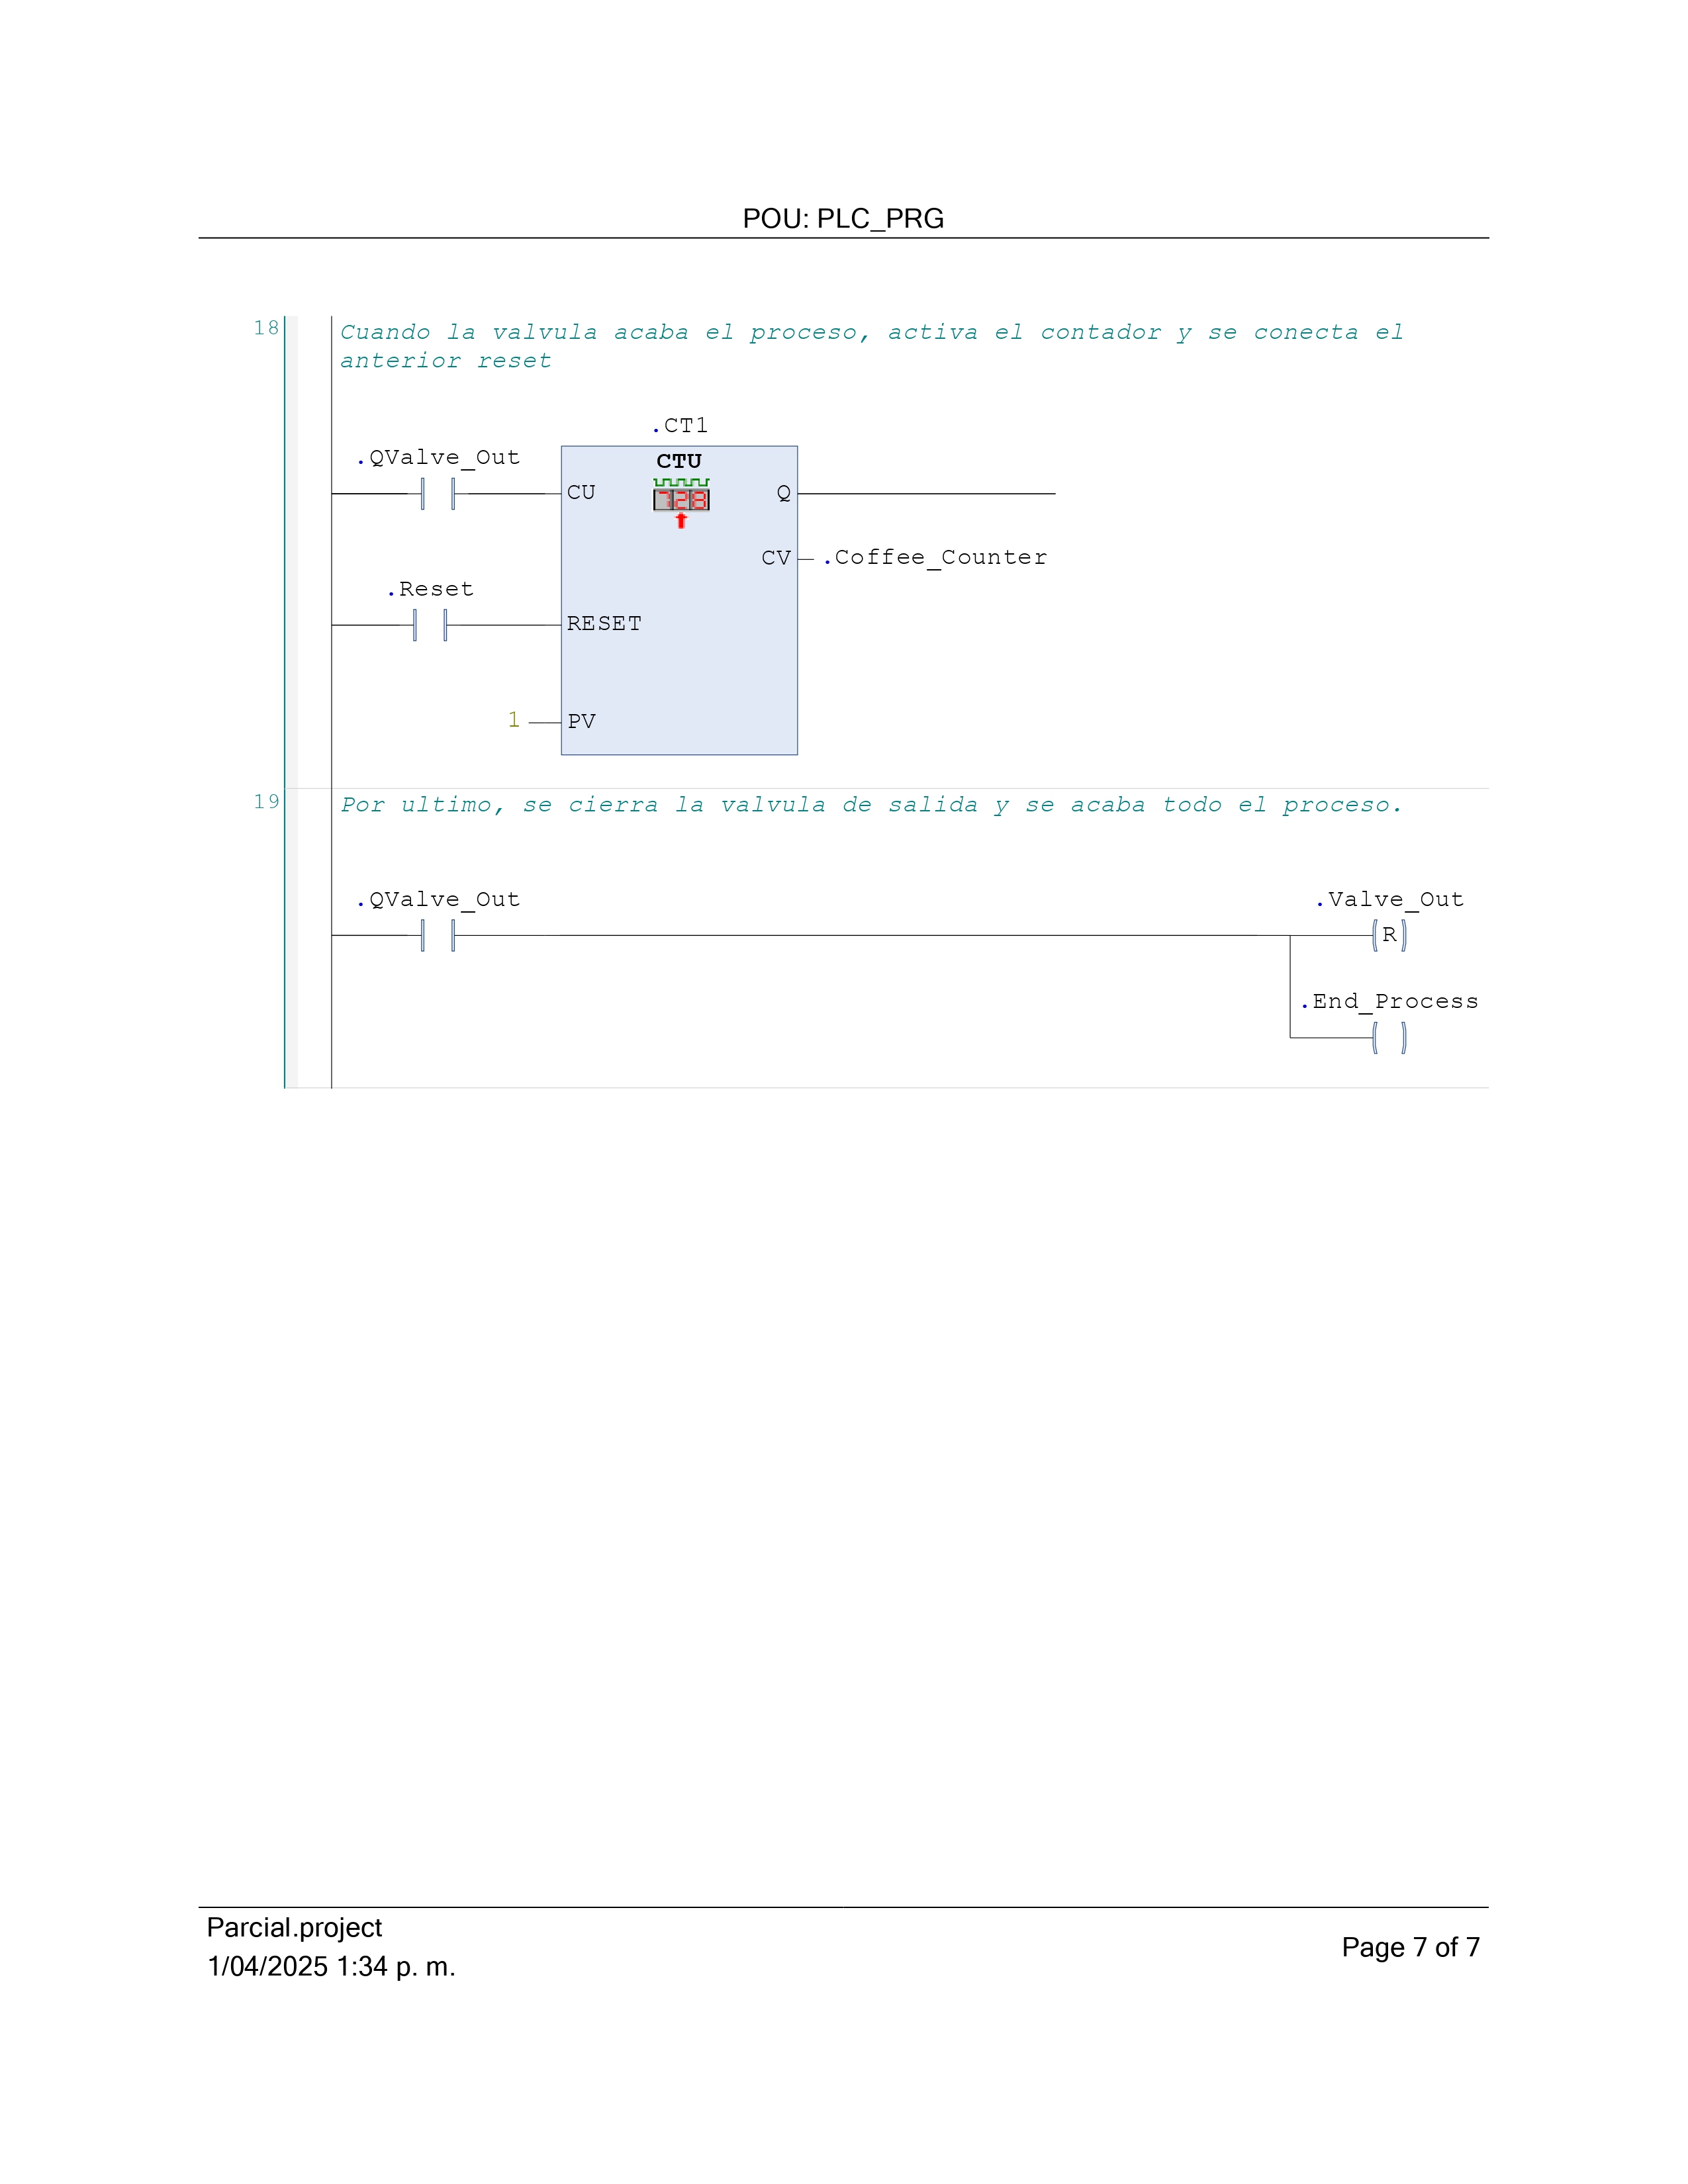 POU: PLC_PRG
18
Cuando la valvula acaba el proceso, activa el contador y se conecta el
anterior reset
.CT1
.QValve_Out
CTU
728
CU
Q
CV
.Coffee_Counter
.Reset
RESET
1
PV
19
Por ultimo, se cierra la valvula de salida y se acaba todo el proceso.
.QValve_Out
.Valve_Out
R
.End_Process
Parcial.project
1/04/2025 1:34 p. m.
Page 7 of 7